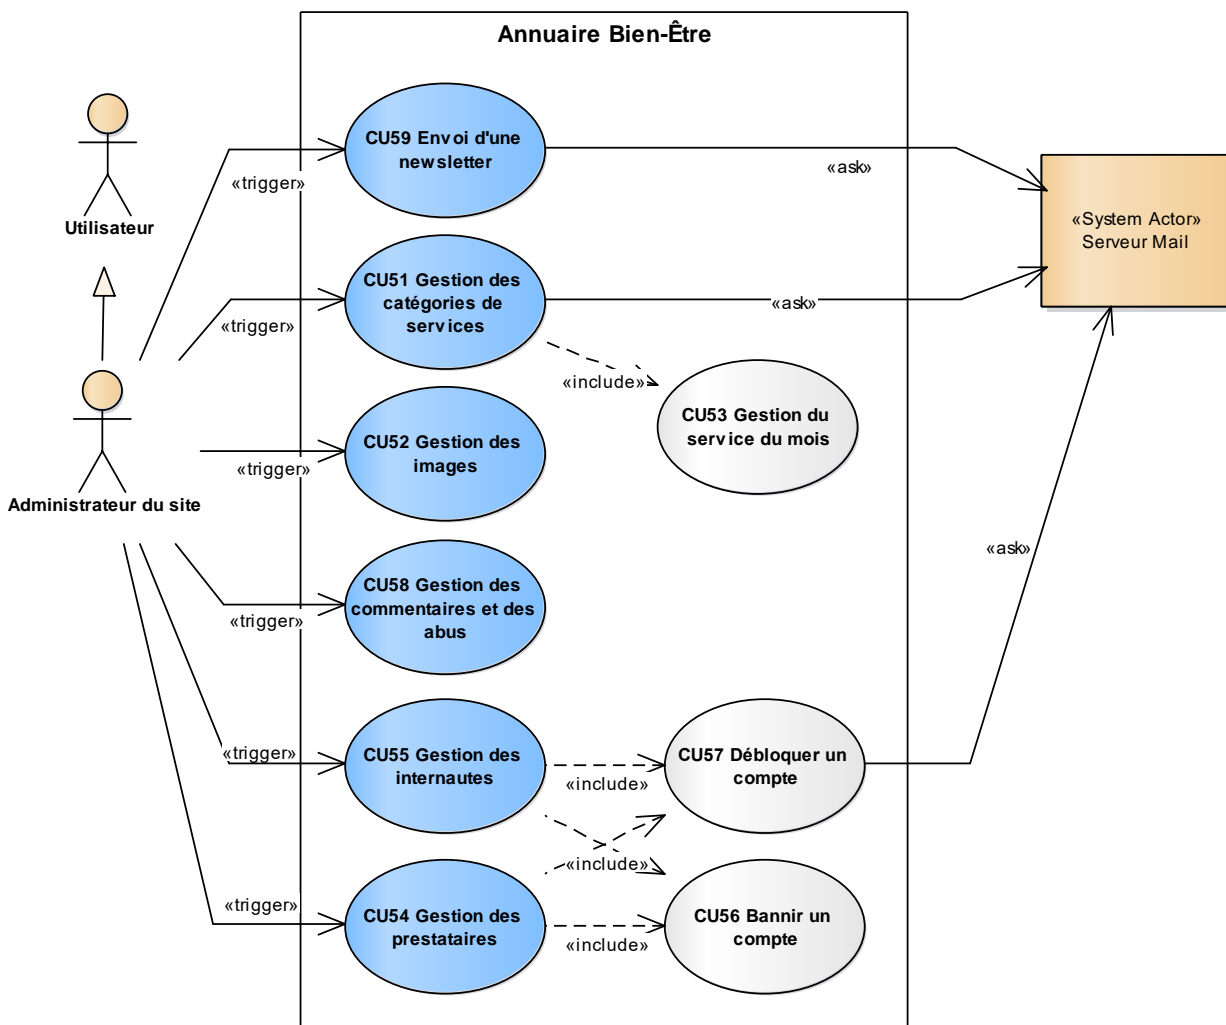 Annuaire Bien-Être
Utilisateur
Administrateur du site
«trigger»
CU59 Envoi d'une
newsletter
«ask»
«System Actor»
Serveur Mail
«trigger»
CU51 Gestion des
catégories de
services
«ask»
«include»
CU53 Gestion du
service du mois
«trigger»
CU52 Gestion des
images
«trigger»
CU58 Gestion des
commentaires et des
abus
«ask»
«trigger»
CU55 Gestion des
internautes
«include»
CU57 Débloquer un
compte
«include»
«trigger»
CU54 Gestion des
prestataires
«include»
CU56 Bannir un
compte